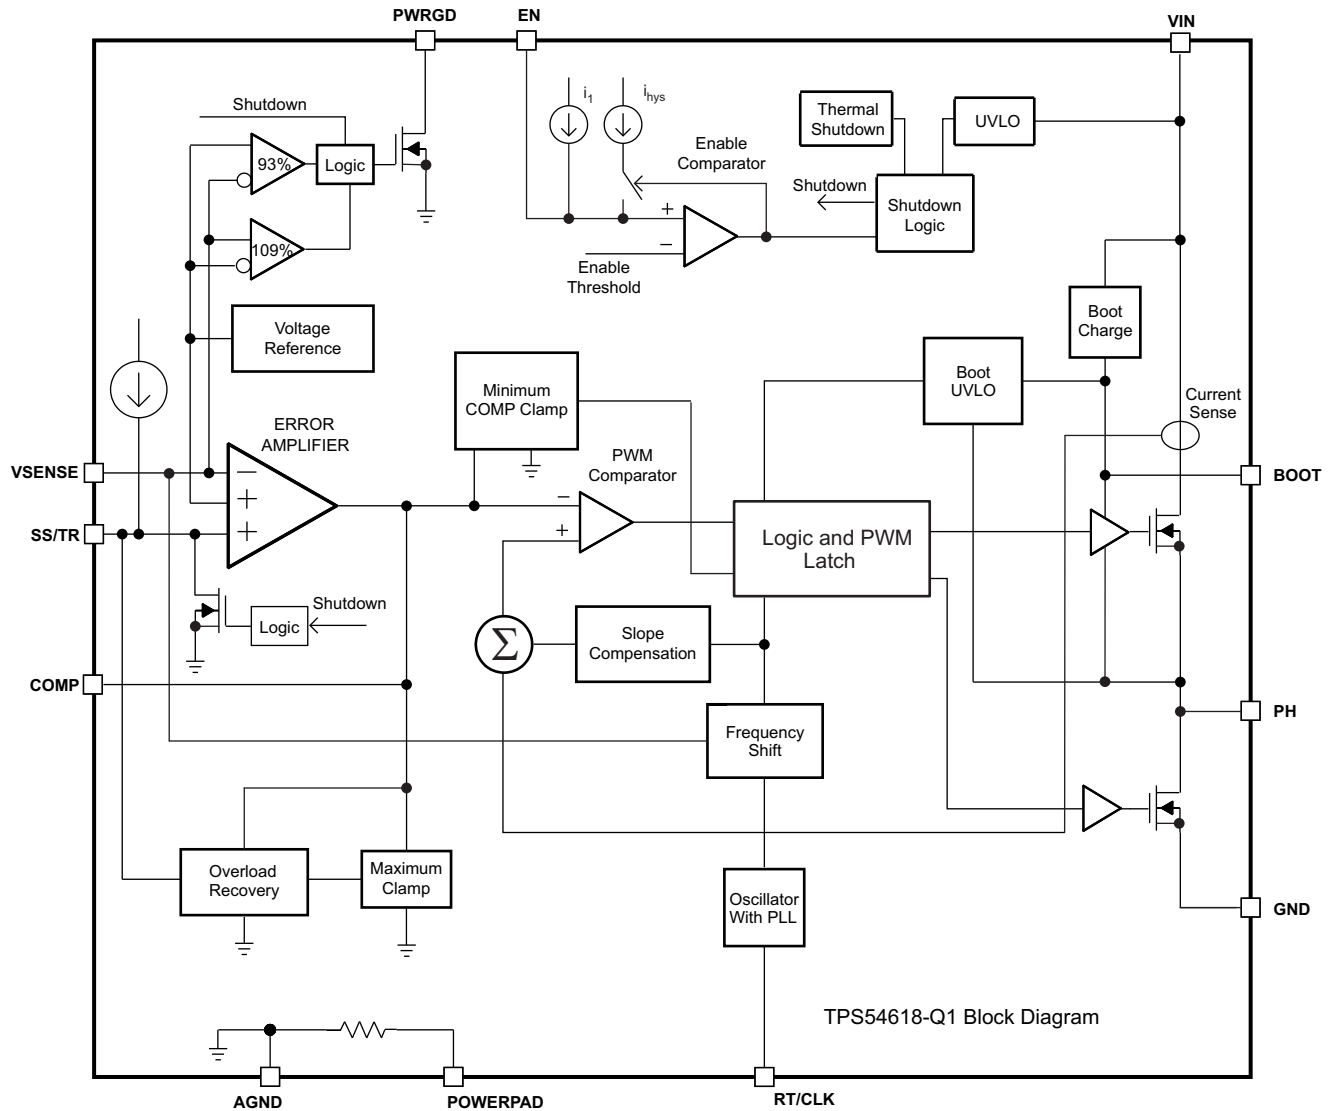 PWRGD
EN
VIN
Shutdown
i1
ihys
Thermal
Shutdown
UVLO
93%
Logic
Enable
Comparator
Shutdown
Shutdown
Logic
+
−
109%
Enable
Threshold
Voltage
Reference
Boot
Charge
Minimum
COMP Clamp
Boot
UVLO
Current
Sense
ERROR
AMPLIFIER
PWM
Comparator
VSENSE
−
+
+
BOOT
SS/TR
−
+
Logic and PWM
Latch
Shutdown
Logic
Σ
Slope
Compensation
COMP
PH
Frequency
Shift
Overload
Recovery
Maximum
Clamp
Oscillator
With PLL
GND
TPS54618-Q1 Block Diagram
AGND
POWERPAD
RT/CLK